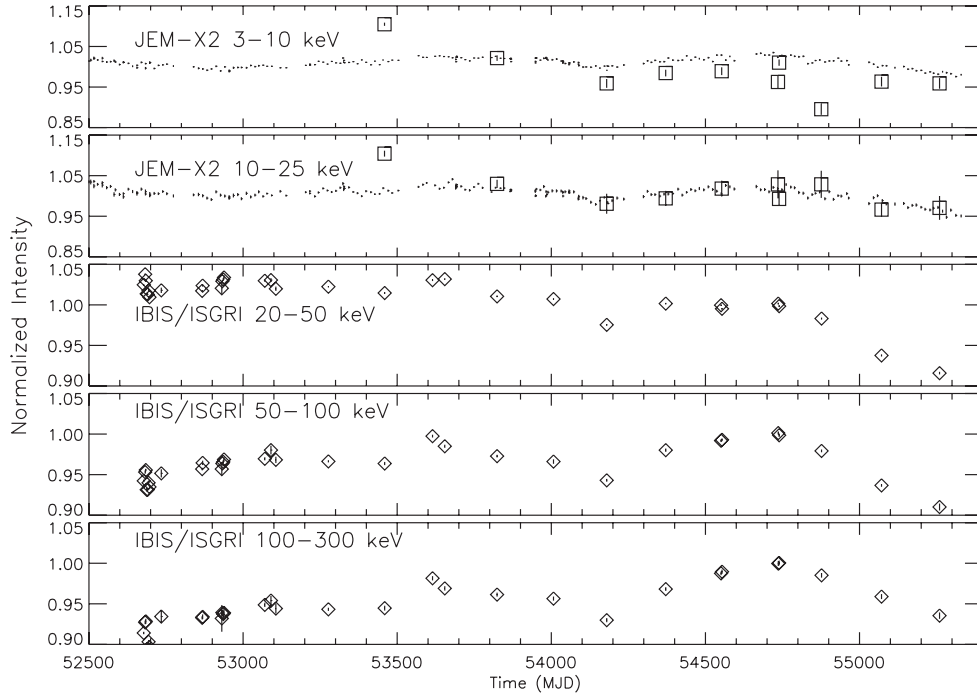 1.15
JEM-X2 3-10 keV
1.05
0.95
0.85
1.15
JEM-X2 10-25 keV
1.05
0.95
0.85
1.05
1.00
IBIS/ISGRI 20-50 keV
0.95
0.90
1.05
IBIS/ISGRI 50-100 keV
1.00
0.95
0.90
1.05
IBIS/ISGRI 100-300 keV
1.00
0.95
0.90
Normalized Intensity
52500 53000 53500 54000 54500 55000
Time (MJD)